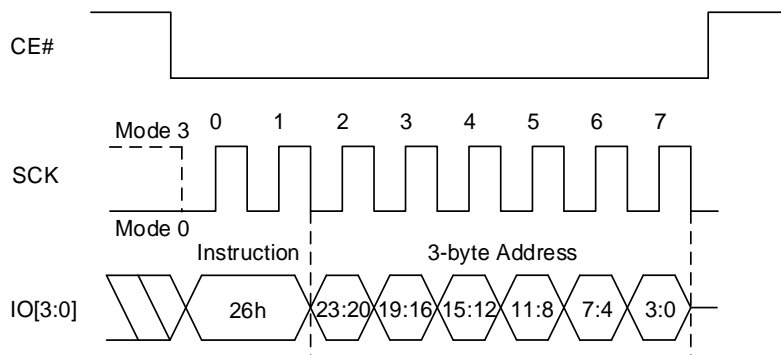 CE#
0 1 2 3 4 5 6 7
Mode 3
SCK
Mode 0
Instruction 3-byte Address
IO[3:0] 26h 23:20 19:16 15:12 11:8 7:4 3:0